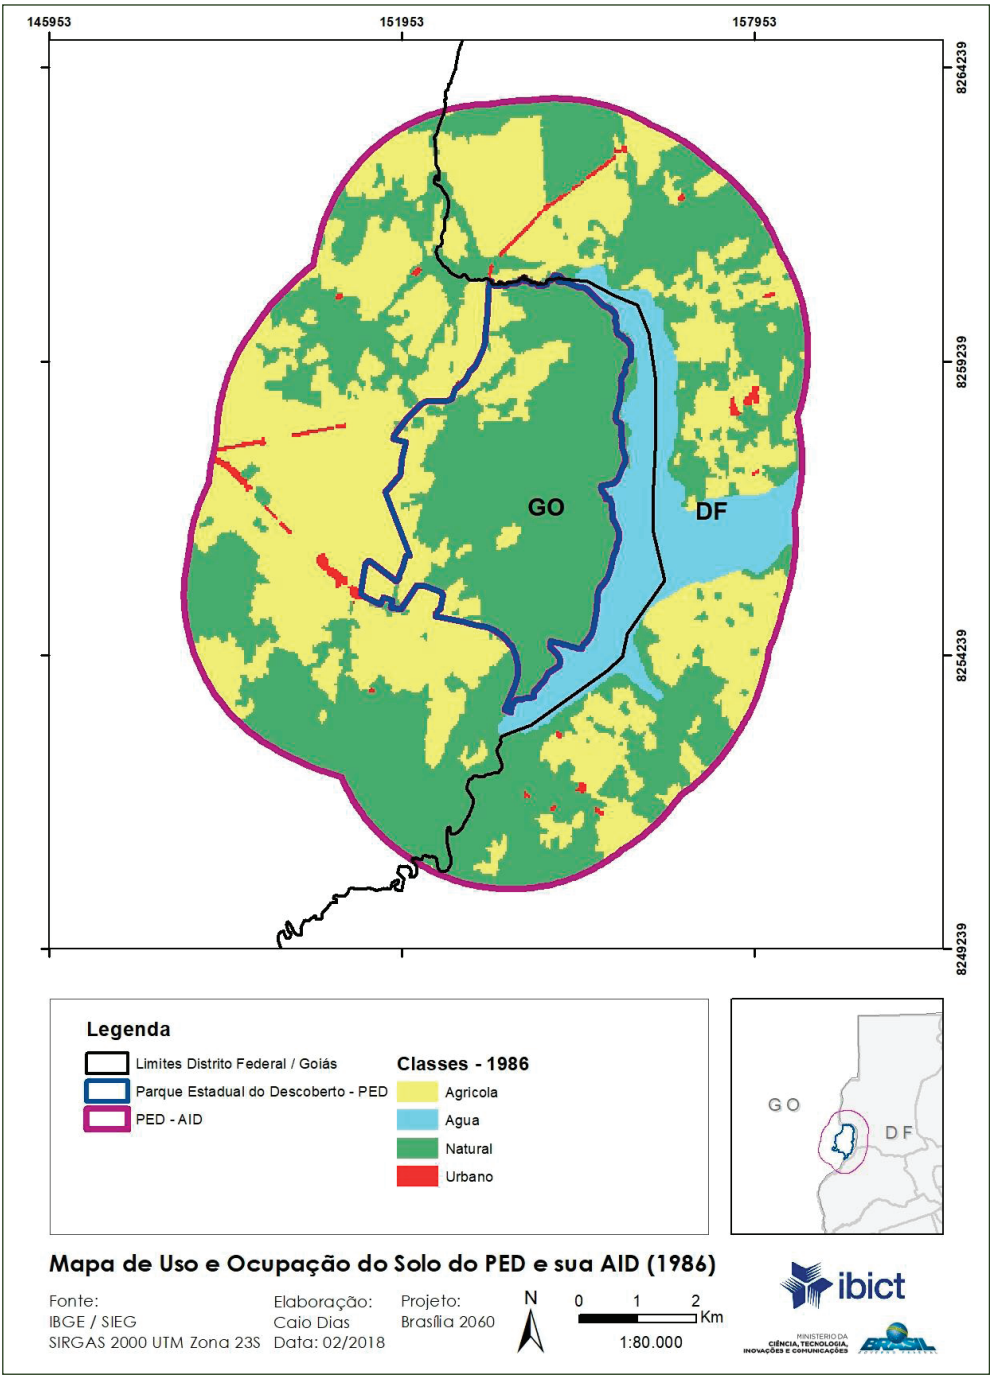 145953
151953
157953
8264239
8259239
8254239
8249239
GO
DF
Legenda
Limites Distrito Federal / Goiás
Parque Estadual do Descoberto - PED
PED - AID
Classes - 1986
Agricola
Agua
Natural
Urbano
G O
D F
Mapa de Uso e Ocupação do Solo do PED e sua AID (1986)
Fonte:
IBGE / SIEG
SIRGAS 2000 UTM Zona 23S
Elaboração:
Caio Dias
Data: 02/2018
Projeto:
Brasília 2060
N
0 1 2
Km
1:80.000
ibict
MINISTÉRIO DA
CIÊNCIA, TECNOLOGIA,
INOVAÇÕES E COMUNICAÇÕES
BRASIL